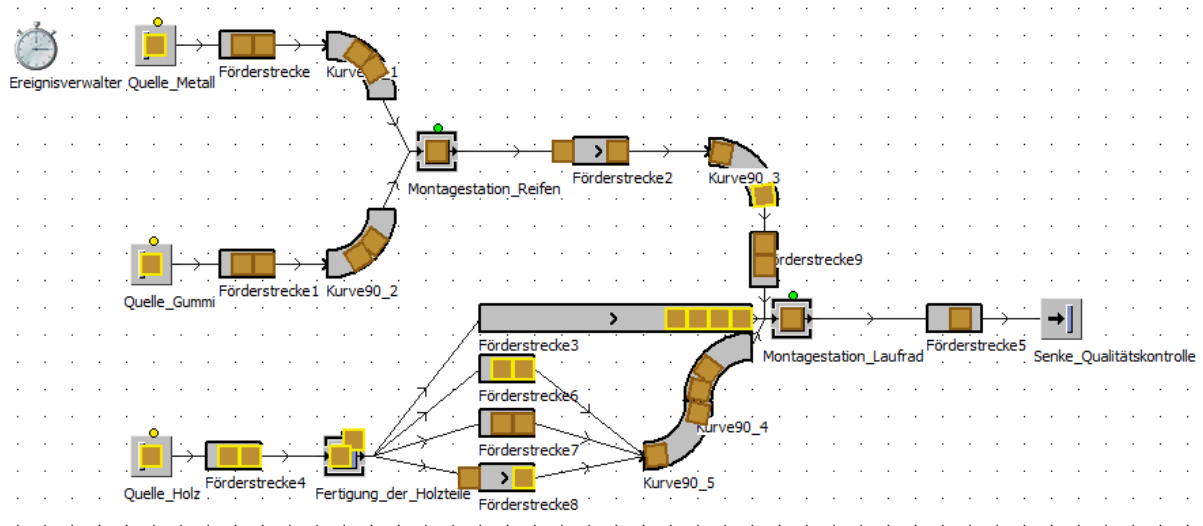 Ereignisverwalter
Quelle_Metall
Förderstrecke
Kurve90_1
Montagestation_Reifen
Förderstrecke2
Kurve90_3
Quelle_Gummi
Förderstrecke1
Kurve90_2
Förderstrecke9
Förderstrecke3
Montagestation_Laufrad
Förderstrecke5
Senke_Qualitätskontrolle
Förderstrecke6
Kurve90_4
Förderstrecke7
Quelle_Holz
Förderstrecke4
Fertigung_der_Holzteile
Förderstrecke8
Kurve90_5